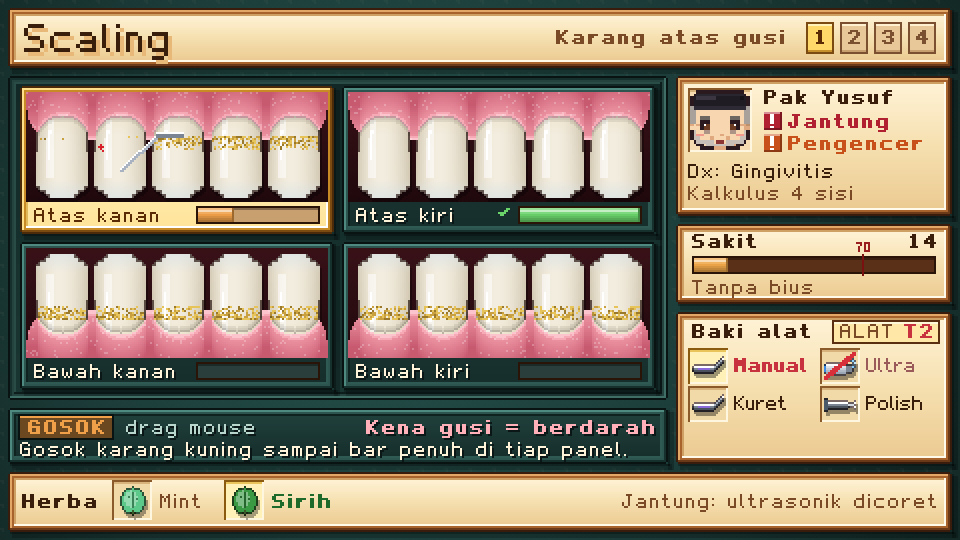 Scaling
Karang atas gusi 1 2 3 4
Atas kanan
Atas kiri
Bawah kanan
Bawah kiri
GOSOK drag mouse Kena gusi = berdarah
Gosok karang kuning sampai bar penuh di tiap panel.
Pak Yusuf
! Jantung
! Pengencer
Dx: Gingivitis
Kalkulus 4 sisi
Sakit 70 14
Tanpa bius
Baki alat ALAT T2
Manual Ultra
Kuret Polish
Herba Mint Sirih Jantung: ultrasonik dicoret